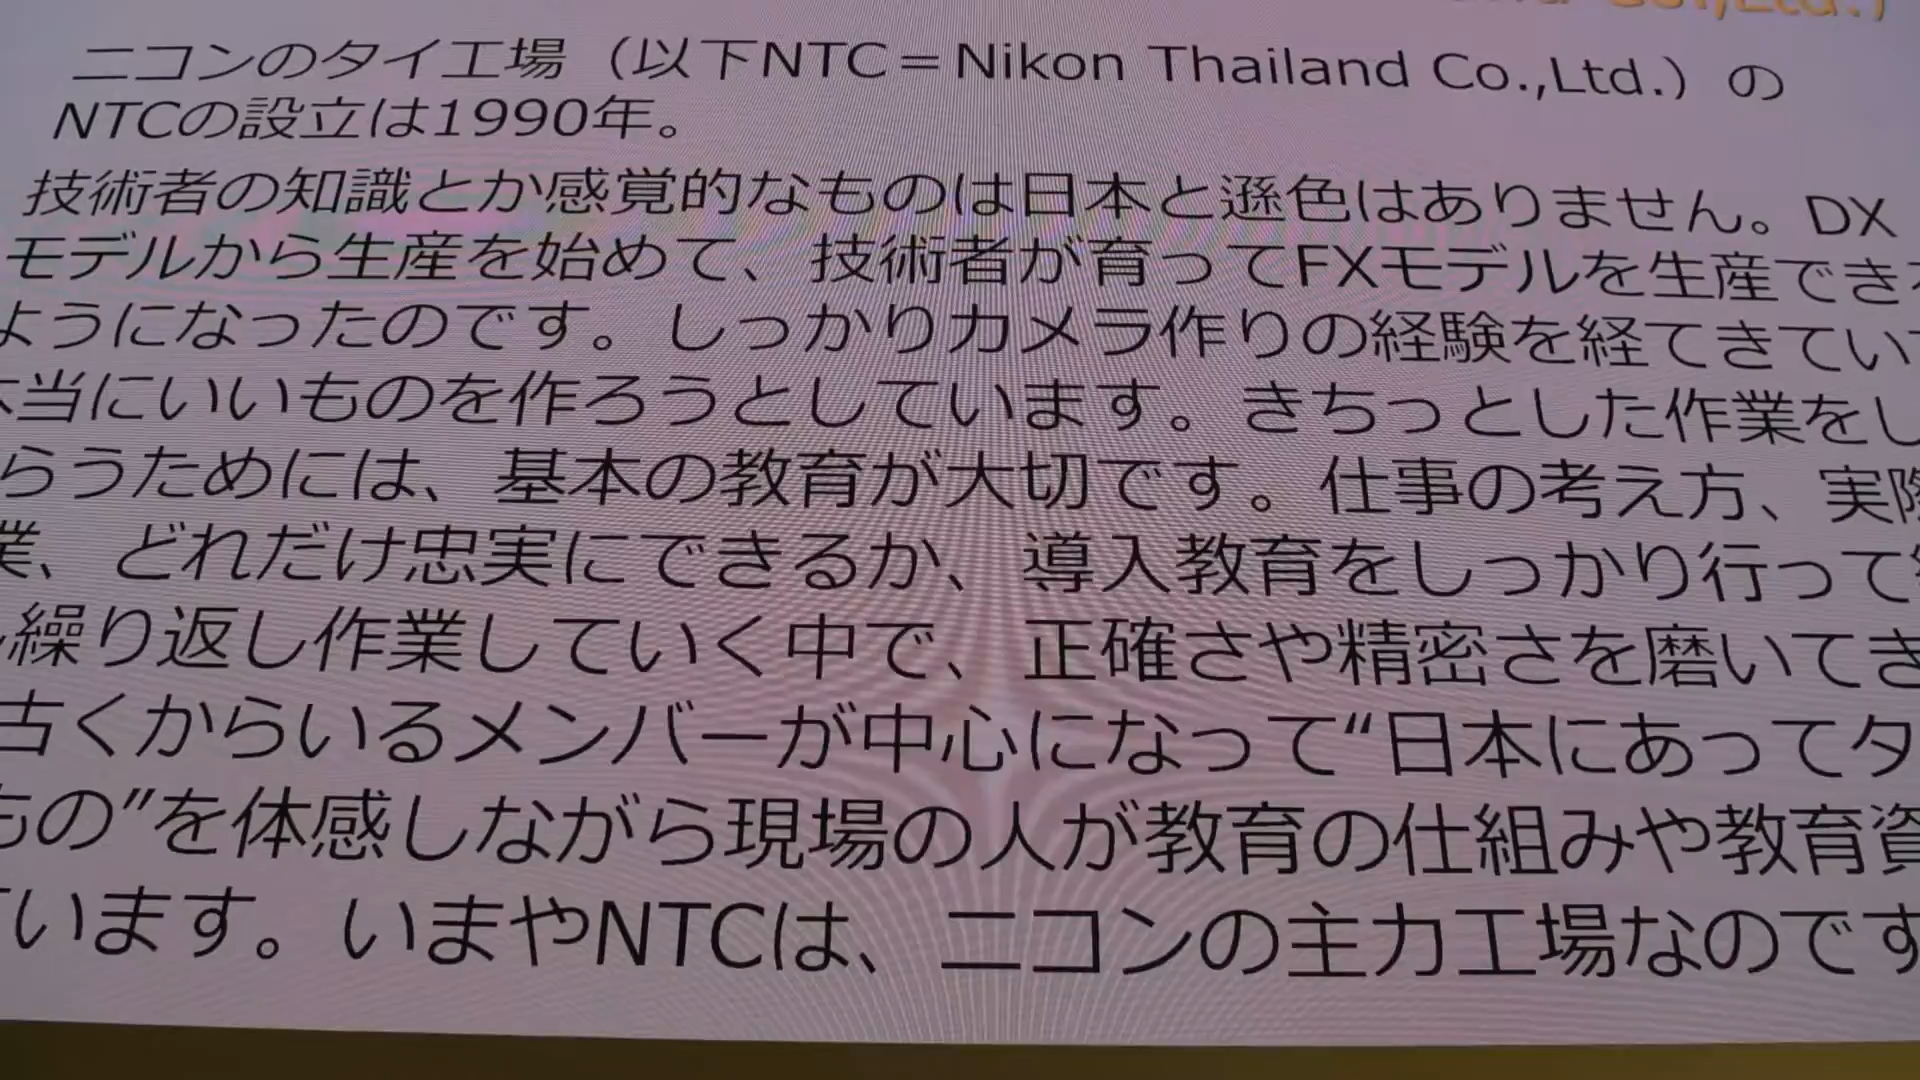 Co.,Ltd.)
ニコンのタイ工場（以下NTC＝Nikon Thailand Co.,Ltd.）の
NTCの設立は1990年。
技術者の知識とか感覚的なものは日本と遜色はありません。DX
モデルから生産を始めて、技術者が育ってFXモデルを生産でき
ようになったのです。しっかりカメラ作りの経験を経てきてい
当にいいものを作ろうとしています。きちっとした作業をし
らうためには、基本の教育が大切です。仕事の考え方、実際
業、どれだけ忠実にできるか、導入教育をしっかり行って
繰り返し作業していく中で、正確さや精密さを磨いてき
古くからいるメンバーが中心になって“日本にあってタ
もの”を体感しながら現場の人が教育の仕組みや教育資
います。いまやNTCは、ニコンの主力工場なのです